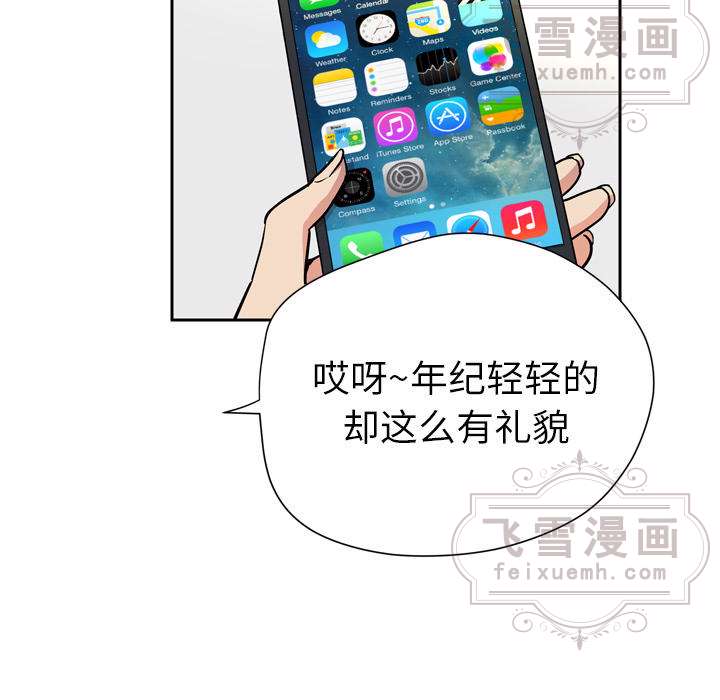 Messages
Clock
Maps
Videos
Weather
Notes
Reminders
Stocks
Game Center
stand
iTunes Store
App Store
Passbook
Compass
Settings
雪漫画
xuemh.com
哎呀~年纪轻轻的
却这么有礼貌
飞雪漫画
feixuemh.com